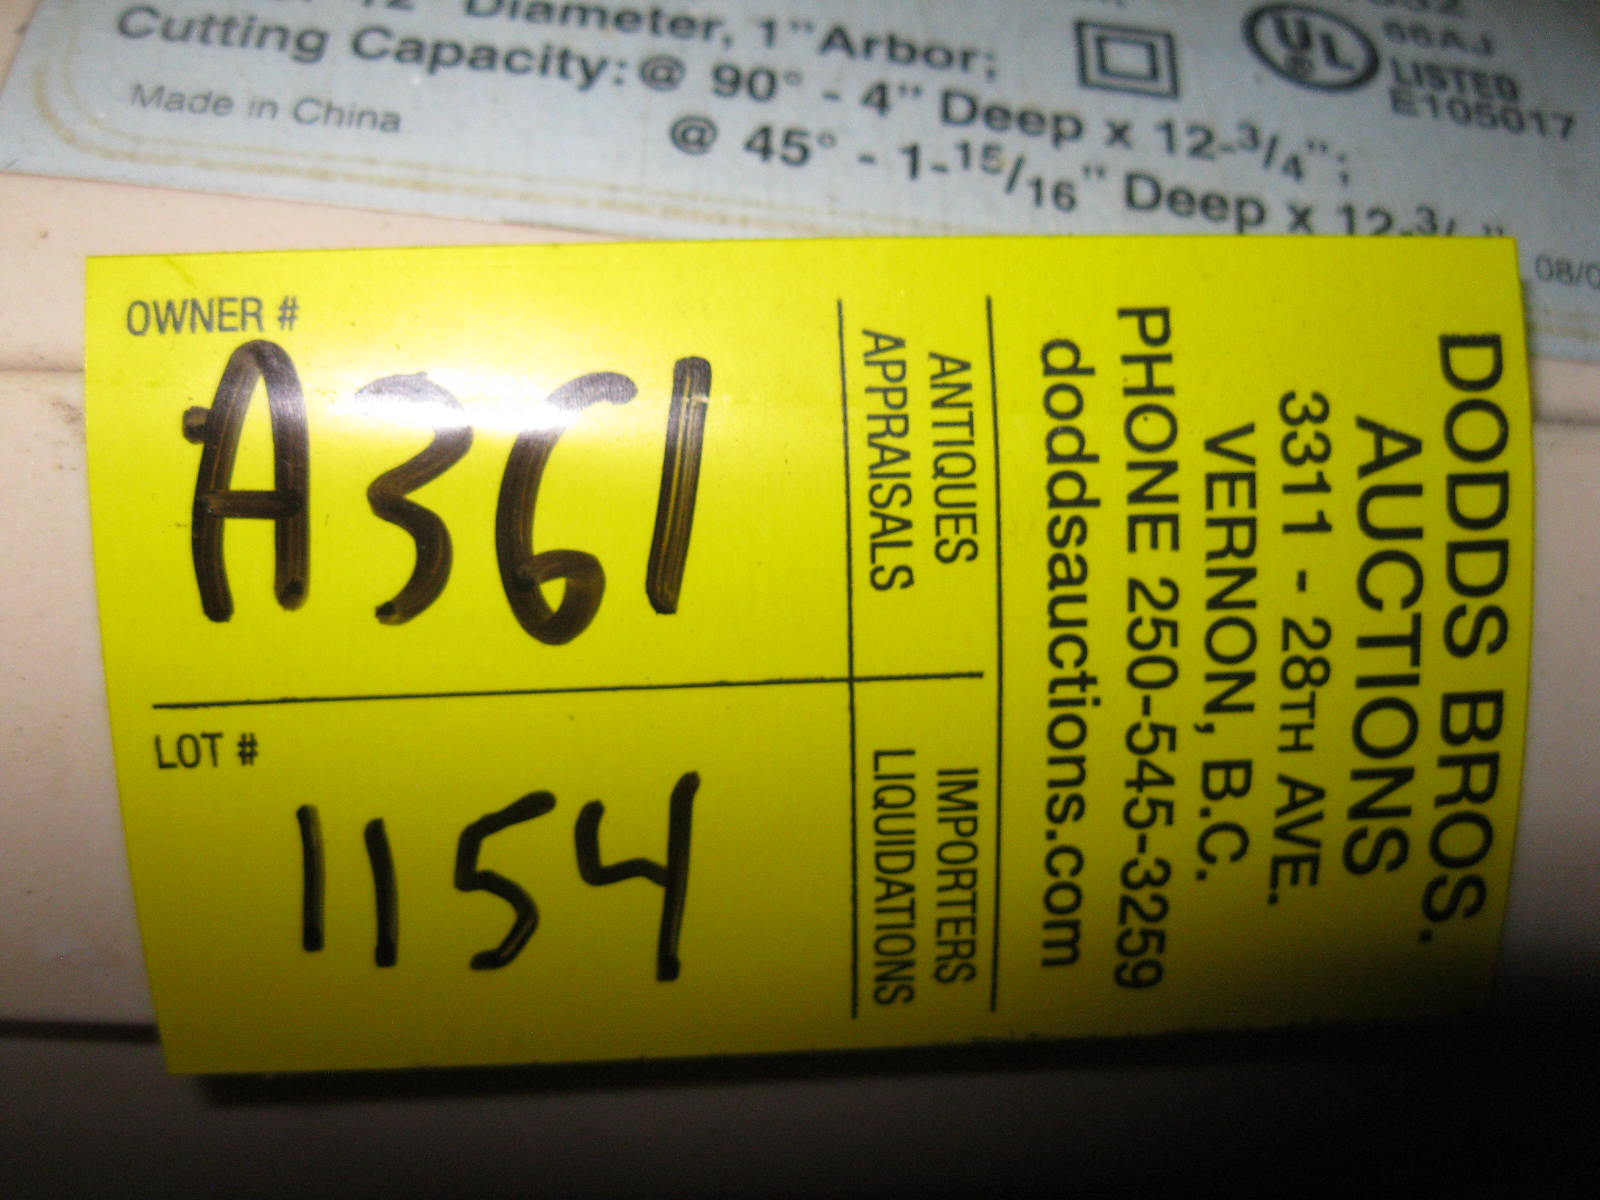 Diameter, 1" Arbor;
Cutting Capacity: @ 90° - 4" Deep x 12-3/4";
@ 45° - 1-15/16" Deep x
Made in China
UL
LISTED
E105017
OWNER #
A361
LOT #
1154
ANTIQUES
APPRAISALS
IMPORTERS
LIQUIDATIONS
DODDS BROS.
AUCTIONS
3311 - 28TH AVE.
VERNON, B.C.
PHONE 250-545-3259
doddsauctions.com